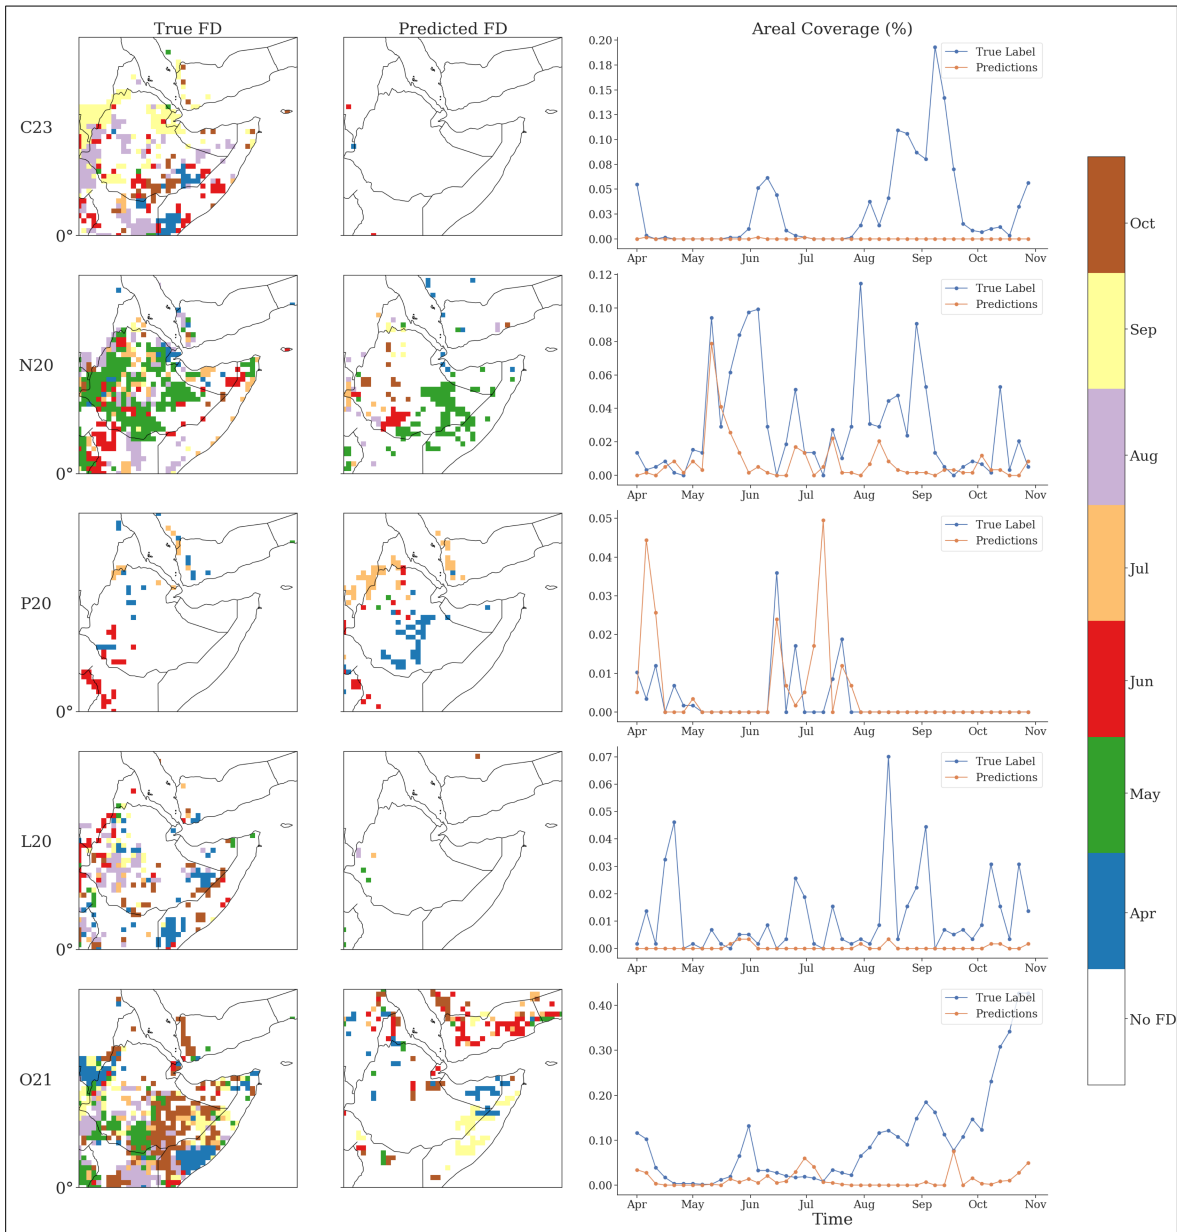 True FD Predicted FD Areal Coverage (%)
C23
0°
0.20
0.18
0.15
0.13
0.10
0.08
0.05
0.03
0.00
True Label
Predictions
Apr May Jun Jul Aug Sep Oct Nov
N20
0°
0.12
0.10
0.08
0.06
0.04
0.02
0.00
True Label
Predictions
Apr May Jun Jul Aug Sep Oct Nov
P20
0°
0.05
0.04
0.03
0.02
0.01
0.00
True Label
Predictions
Apr May Jun Jul Aug Sep Oct Nov
L20
0°
0.07
0.06
0.05
0.04
0.03
0.02
0.01
0.00
True Label
Predictions
Apr May Jun Jul Aug Sep Oct Nov
O21
0°
0.40
0.30
0.20
0.10
0.00
True Label
Predictions
Apr May Jun Jul Aug Sep Oct Nov
Time
Oct
Sep
Aug
Jul
Jun
May
Apr
No FD